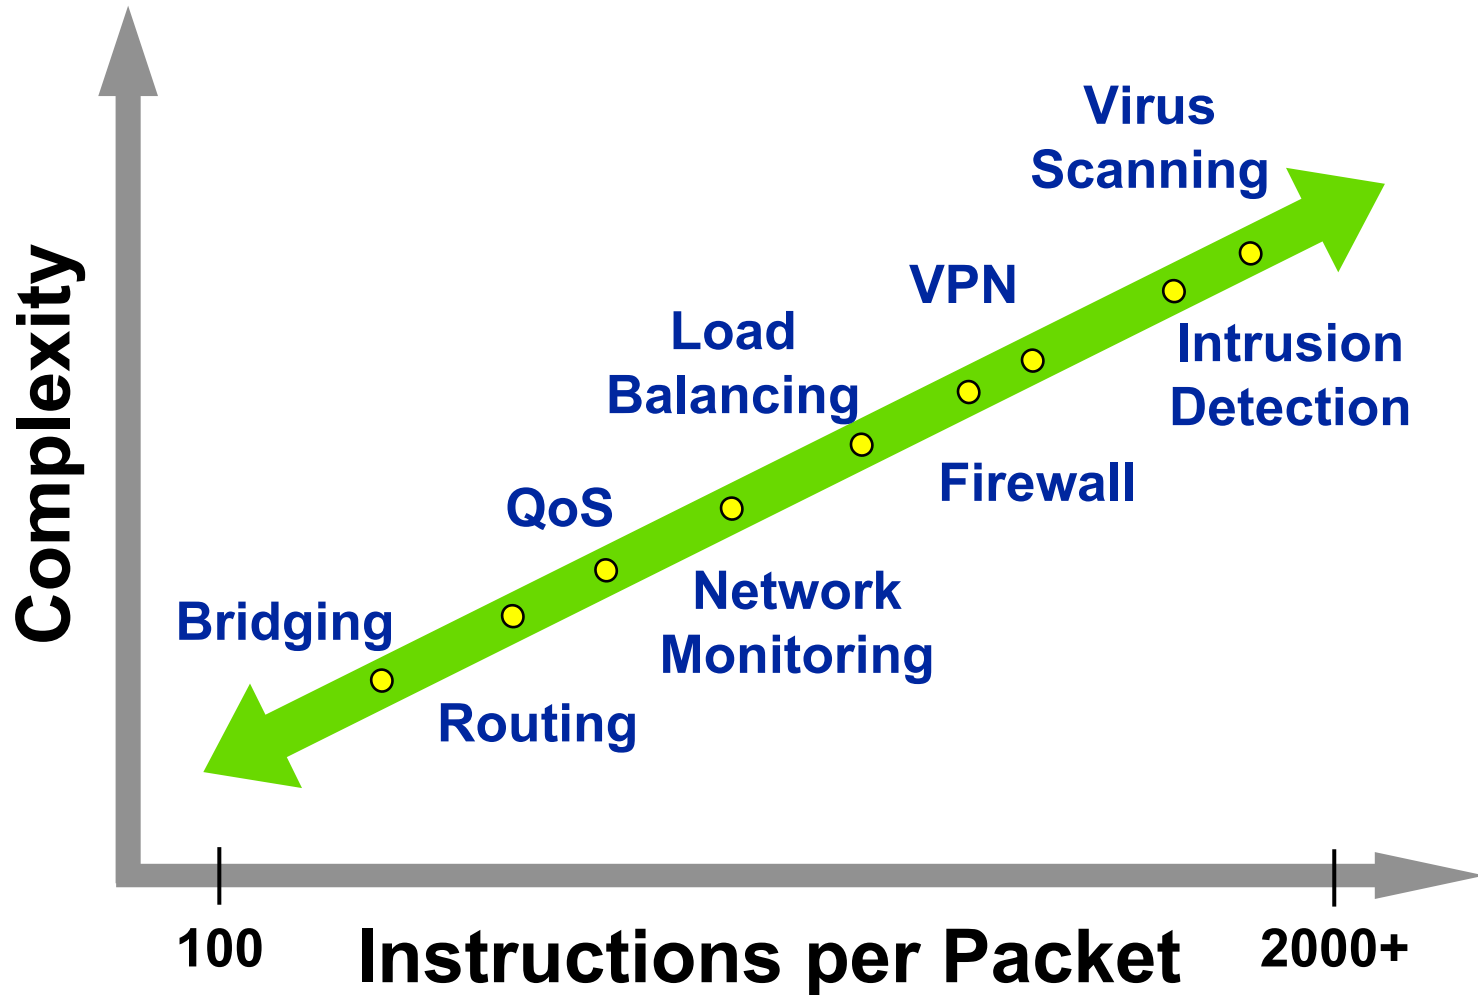 Complexity
Virus
Scanning
VPN
Load
Balancing
Intrusion
Detection
Firewall
QoS
Network
Monitoring
Bridging
Routing
100
Instructions per Packet
2000+